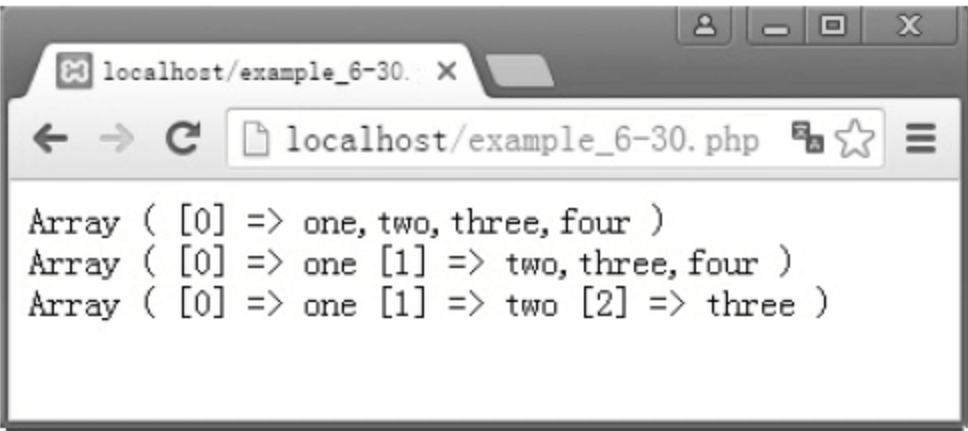 localhost/example_6-30.
localhost/example_6-30.php
Array ( [0] => one,two,three,four )
Array ( [0] => one [1] => two,three,four )
Array ( [0] => one [1] => two [2] => three )